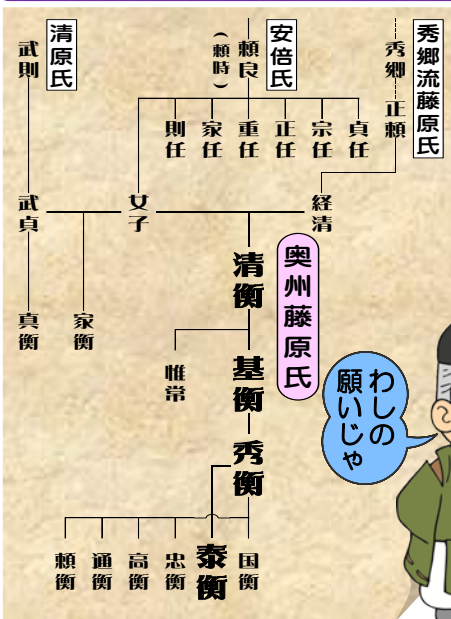 秀郷流藤原氏
秀郷
正頼
安倍氏
頼良
(頼時)
清原氏
武則
貞任
宗任
正任
重任
家任
則任
経清
女子
武貞
家衡
真衡
奥州藤原氏
清衡
惟常
基衡
秀衡
国衡
泰衡
忠衡
高衡
通衡
頼衡
わしの
願いじゃ